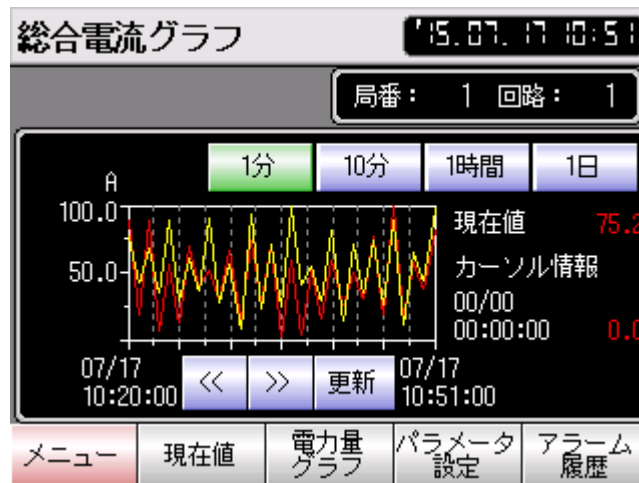 総合電流グラフ
'15.07.17 10:51
局番： 1 回路： 1
1分 10分 1時間 1日
A
100.0
50.0
現在値 75.2
カーソル情報
00/00
00:00:00 0.0
07/17
10:20:00
<< >> 更新
07/17
10:51:00
メニュー
現在値
電力量
グラフ
パラメータ
設定
アラーム
履歴